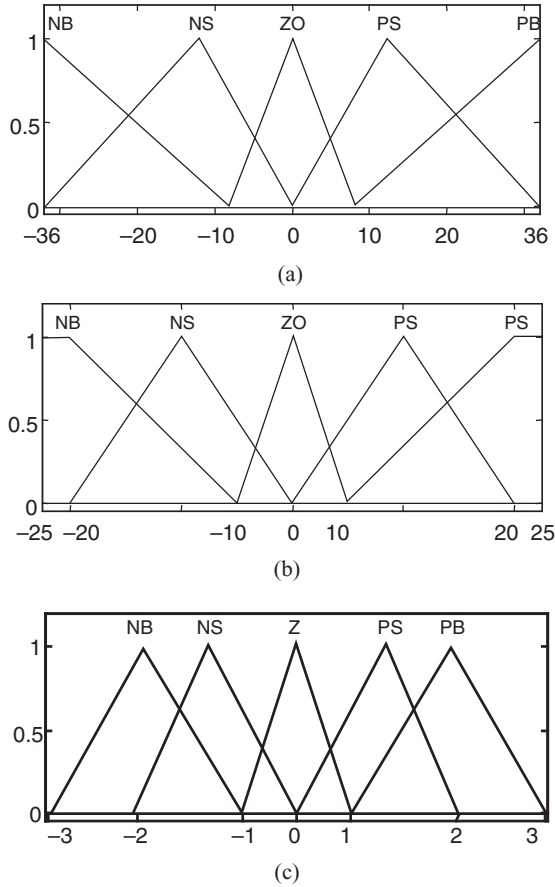 NB NS ZO PS PB
1
0.5
0
–36 –20 –10 0 10 20 36
(a)
NB NS ZO PS PS
1
0.5
0
–25 –20 –10 0 10 20 25
(b)
NB NS Z PS PB
1
0.5
0
–3 –2 –1 0 1 2 3
(c)